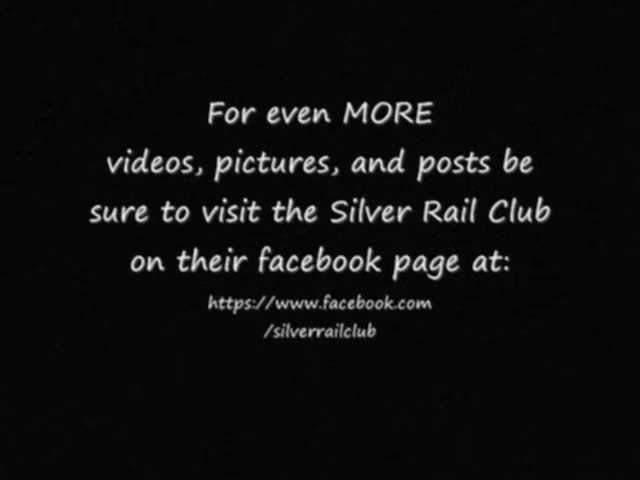 For even MORE
videos, pictures, and posts be
sure to visit the Silver Rail Club
on their facebook page at:
https://www.facebook.com
/silverrailclub